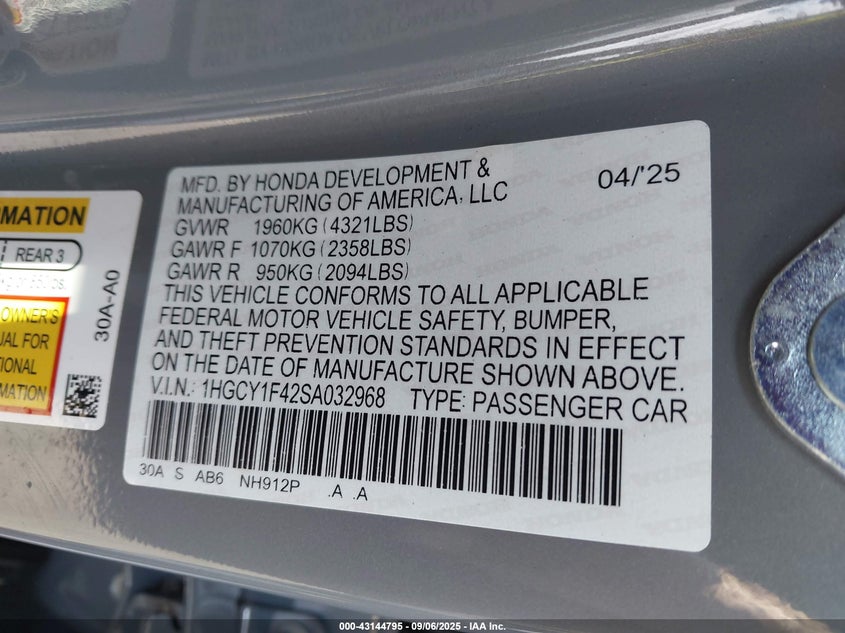 MFD. BY HONDA DEVELOPMENT &
MANUFACTURING OF AMERICA, LLC
04/'25
GVWR 1960KG (4321LBS)
GAWR F 1070KG (2358LBS)
GAWR R 950KG (2094LBS)
THIS VEHICLE CONFORMS TO ALL APPLICABLE
FEDERAL MOTOR VEHICLE SAFETY, BUMPER,
AND THEFT PREVENTION STANDARDS IN EFFECT
ON THE DATE OF MANUFACTURE SHOWN ABOVE.
V.I.N.: 1HGCY1F42SA032968 TYPE: PASSENGER CAR
30A S AB6 NH912P .A .A
REAR 3
OWNER'S
FOR
30A-A0
000-43144795 - 09/06/2025 - IAA Inc.